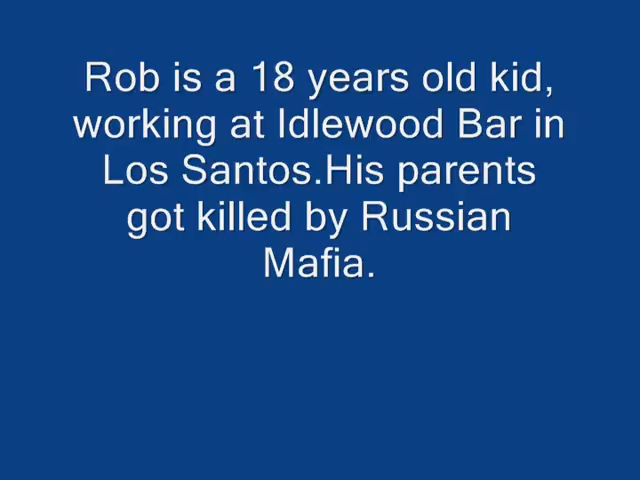 Rob is a 18 years old kid,
working at Idlewood Bar in
Los Santos.His parents
got killed by Russian
Mafia.